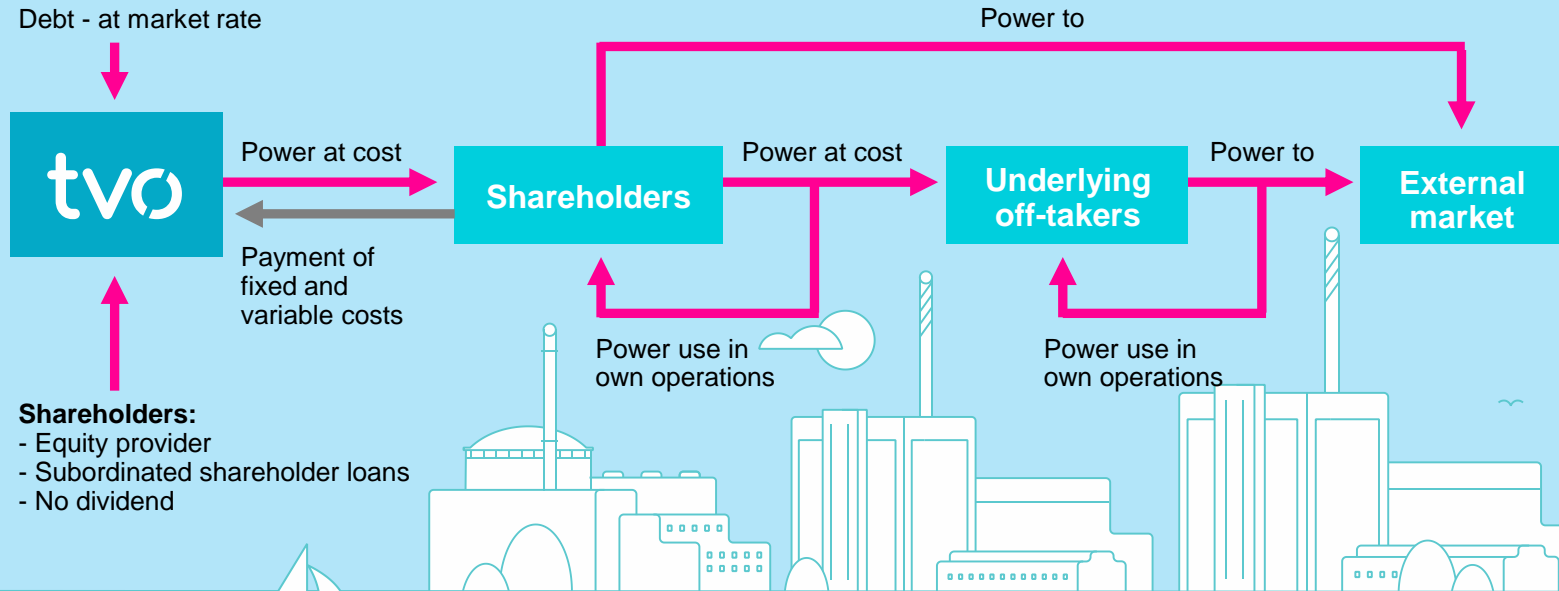 Debt - at market rate
Power to
tvo
Power at cost
Shareholders
Power at cost
Underlying
off-takers
Power to
External
market
Payment of
fixed and
variable costs
Power use in
own operations
Power use in
own operations
Shareholders:
- Equity provider
- Subordinated shareholder loans
- No dividend